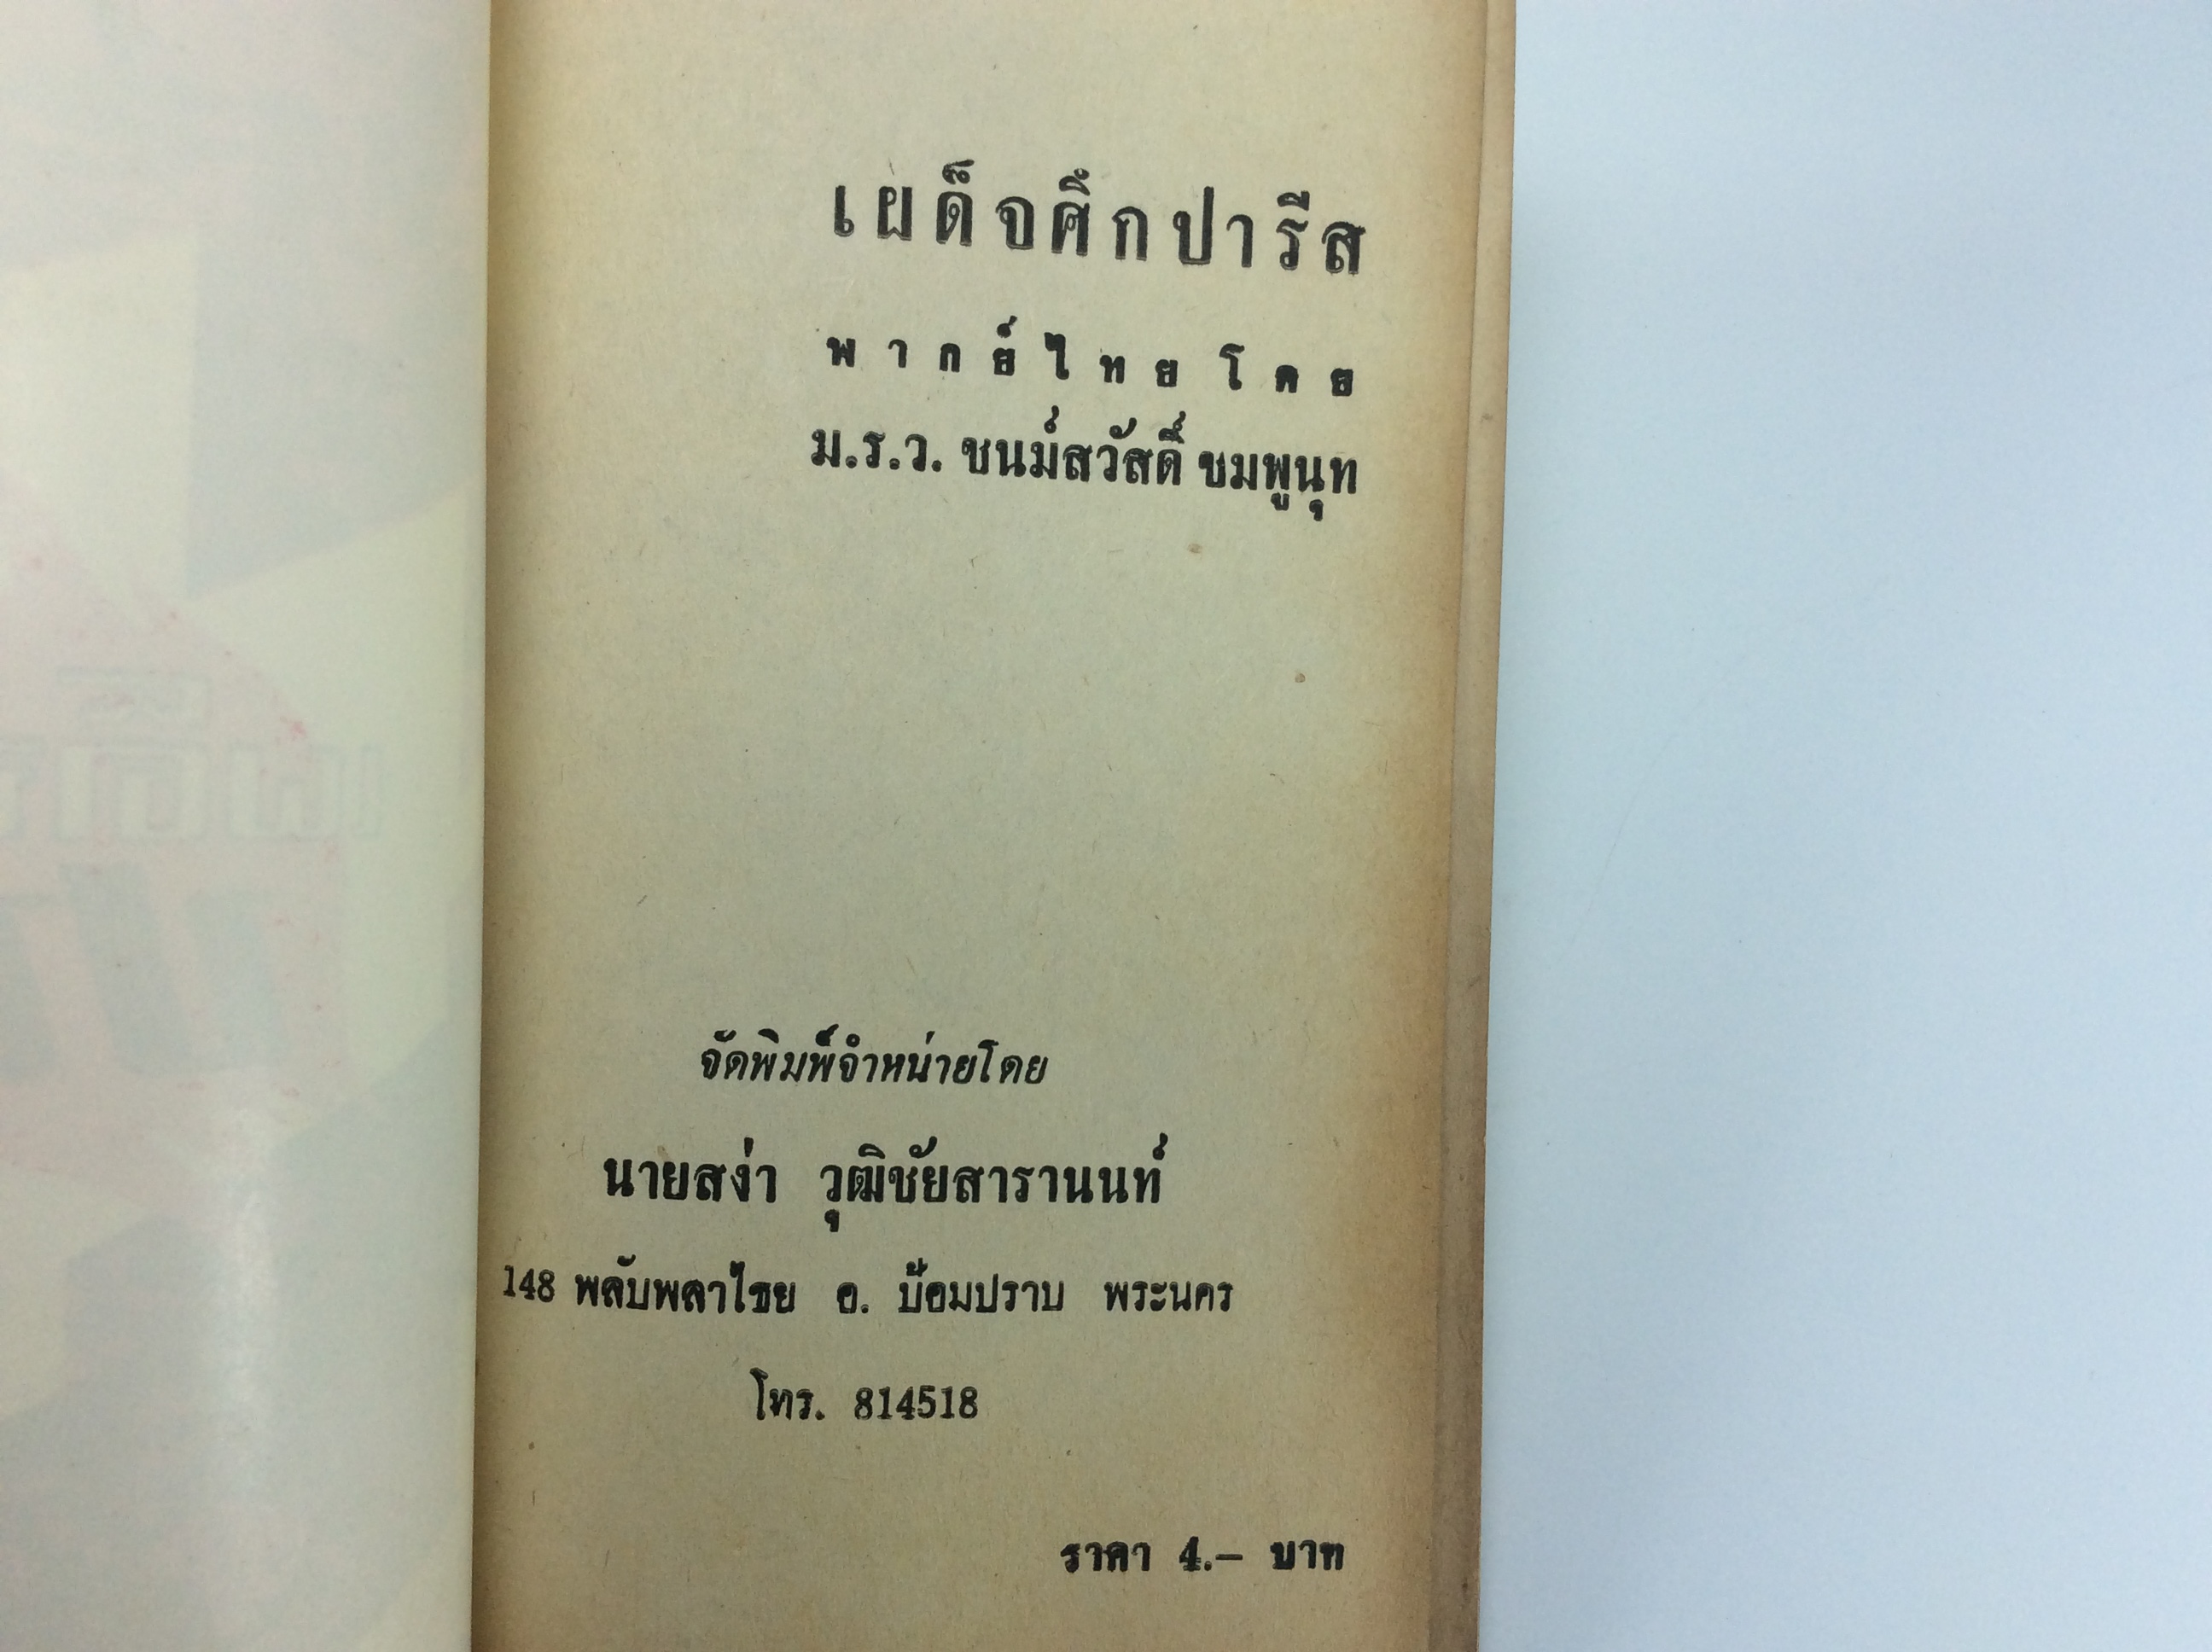 เผด็จศึกปารีส
พากย์ไทยโดย
ม.ร.ว. ชนม์สวัสดิ์ ชมพูนุท
จัดพิมพ์จำหน่ายโดย
นายสง่า วุฒิชัยสารานนท์
148 พลับพลาไชย อ. ป้อมปราบ พระนคร
โทร. 814518
ราคา 4.– บาท